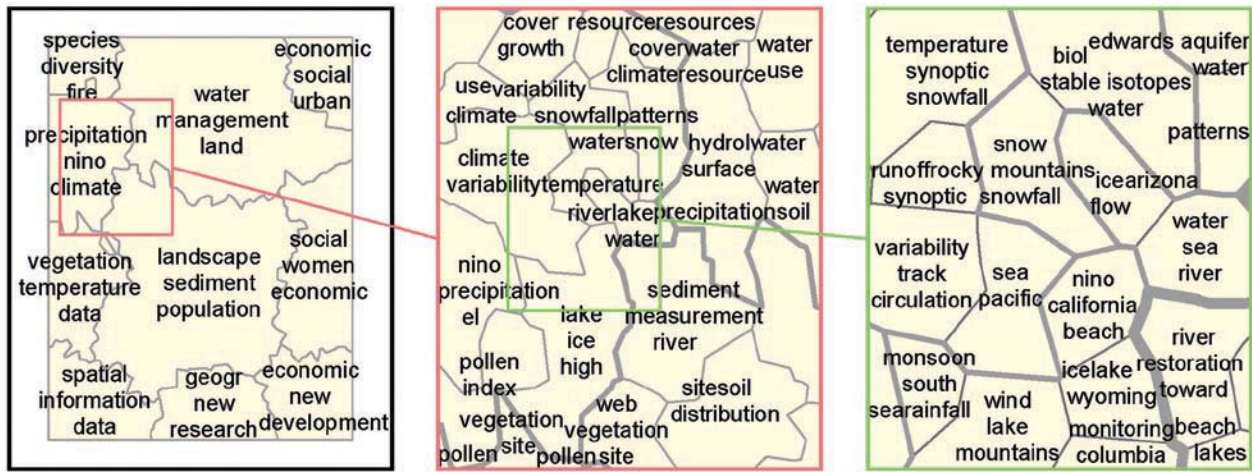 species
diversity
fire
economic
social
urban
water
management
land
precipitation
nino
climate
vegetation
temperature
data
landscape
sediment
population
social
women
economic
spatial
information
data
geogr
new
research
economic
new
development
cover resourceresources
growth coverwater water
climateresource use
usevariability
climate snowfallpatterns
watersnow hydrolwater
climate surface
variabilitytemperature water
riverlakeprecipitationsoil
water
nino
precipitation
el
sediment
measurement
river
lake
ice
high
pollen
index
sitesoil
distribution
web
vegetation vegetation
site
pollen pollensite
temperature
synoptic
snowfall
biol
stable isotopes
water
edwards aquifer
water
patterns
snow
runoffrocky mountains
synoptic snowfall
icearizona
flow
water
sea
river
variability
track
circulation
sea
pacific
nino
california
beach
river
restoration
toward
monsoon
south
searainfall
icelake
wyoming
wind
lake
mountains
monitoringbeach
columbia lakes